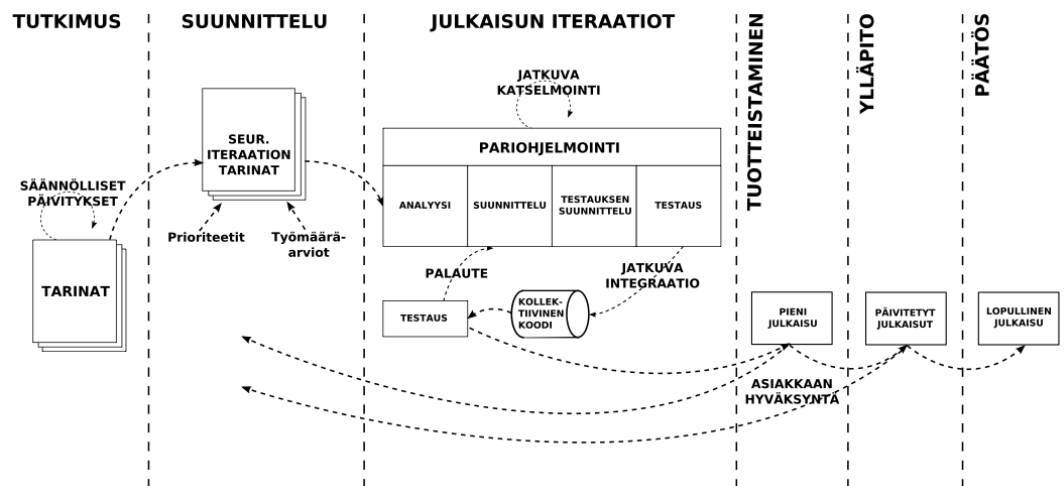 TUTKIMUS
SUUNNITTELU
JULKAISUN ITERAATIOT
TUOTTEISTAMINEN
YLLÄPITO
PÄÄTÖS
SÄÄNNÖLLISET
PÄIVITYKSET
TARINAT
SEUR.
ITERAATION
TARINAT
Prioriteetit
Työmäärä-
arviot
JATKUVA
KATSELMOINTI
PARIOHJELMOINTI
ANALYYSI
SUUNNITTELU
TESTAUKSEN
SUUNNITTELU
TESTAUS
PALAUTE
JATKUVA
INTEGRAATIO
TESTAUS
KOLLEK-
TIIVINEN
KOODI
PIENI
JULKAISU
PÄIVITETYT
JULKAISUT
LOPULLINEN
JULKAISU
ASIAKKAAN
HYVÄKSYNTÄ